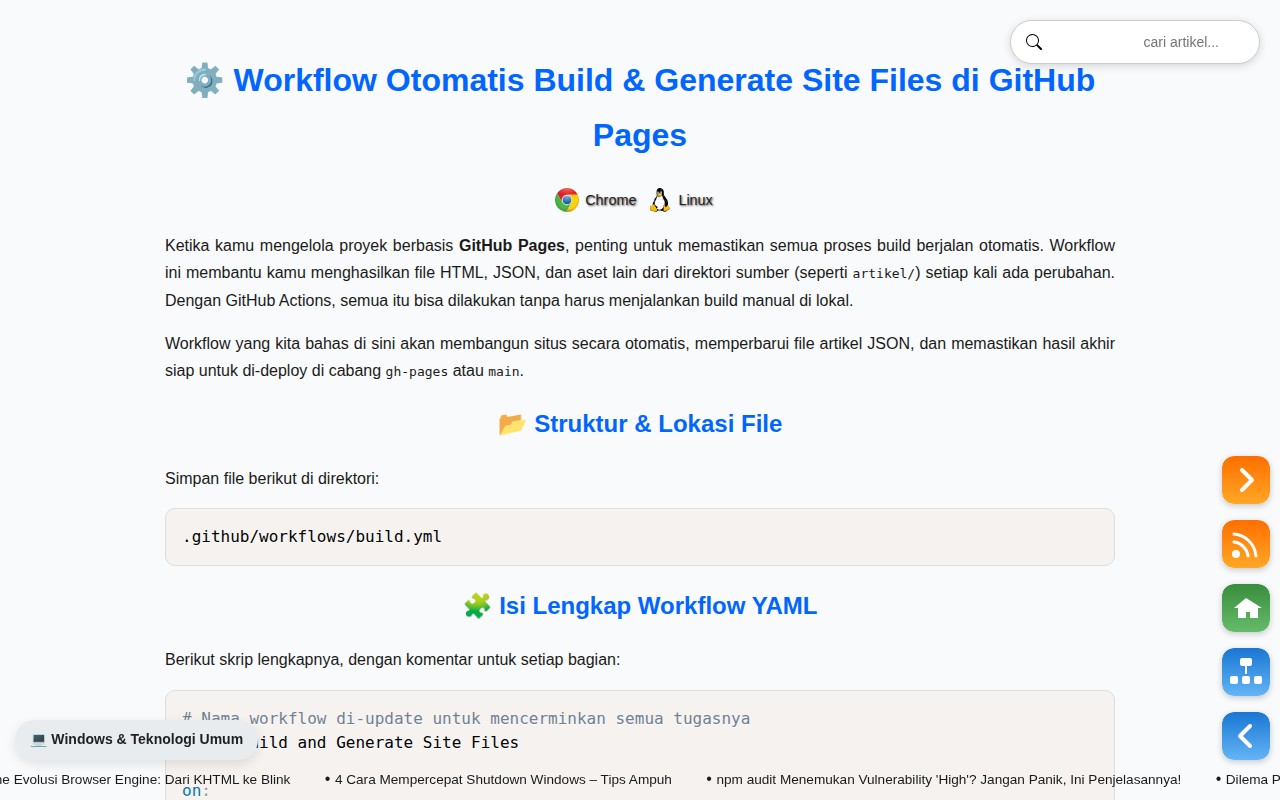 cari artikel...
⚙️ Workflow Otomatis Build & Generate Site Files di GitHub
Pages
Chrome Linux
Ketika kamu mengelola proyek berbasis GitHub Pages, penting untuk memastikan semua proses build berjalan otomatis. Workflow
ini membantu kamu menghasilkan file HTML, JSON, dan aset lain dari direktori sumber (seperti artikel/) setiap kali ada perubahan.
Dengan GitHub Actions, semua itu bisa dilakukan tanpa harus menjalankan build manual di lokal.
Workflow yang kita bahas di sini akan membangun situs secara otomatis, memperbarui file artikel JSON, dan memastikan hasil akhir
siap untuk di-deploy di cabang gh-pages atau main.
📂 Struktur & Lokasi File
Simpan file berikut di direktori:
.github/workflows/build.yml
🧩 Isi Lengkap Workflow YAML
Berikut skrip lengkapnya, dengan komentar untuk setiap bagian:
# Nama workflow di-update untuk mencerminkan semua tugasnya
and Generate Site Files
💻 Windows & Teknologi Umum
on:
Evolusi Browser Engine: Dari KHTML ke Blink • 4 Cara Mempercepat Shutdown Windows – Tips Ampuh • npm audit Menemukan Vulnerability 'High'? Jangan Panik, Ini Penjelasannya! • Dilema